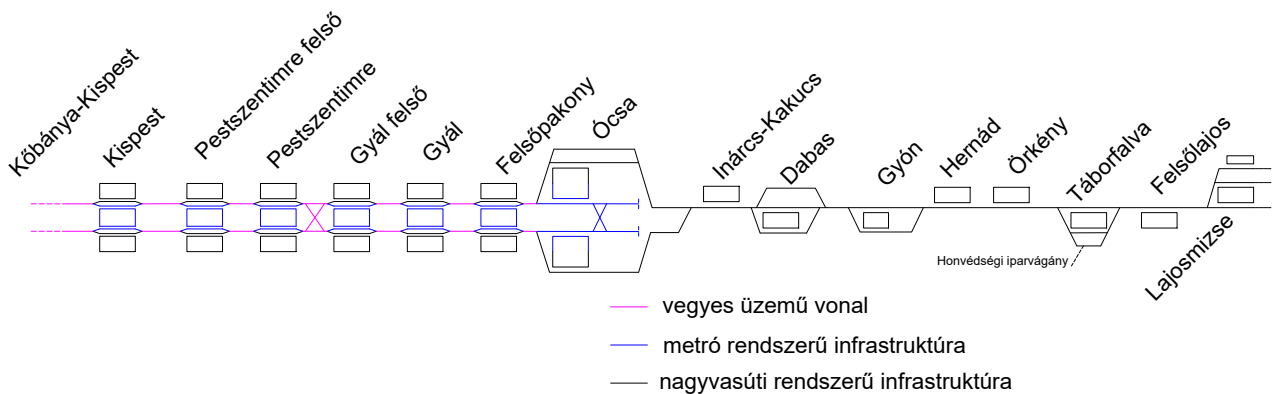 Kőbánya-Kispest
Kispest
Pestszentimre felső
Pestszentimre
Gyál felső
Gyál
Felsőpakony
Ócsa
Inárcs-Kakucs
Dabas
Gyón
Hernád
Örkény
Táborfalva
Felsőlajos
Lajosmizse
Honvédségi iparvágány
vegyes üzemű vonal
metró rendszerű infrastruktúra
nagyvasúti rendszerű infrastruktúra